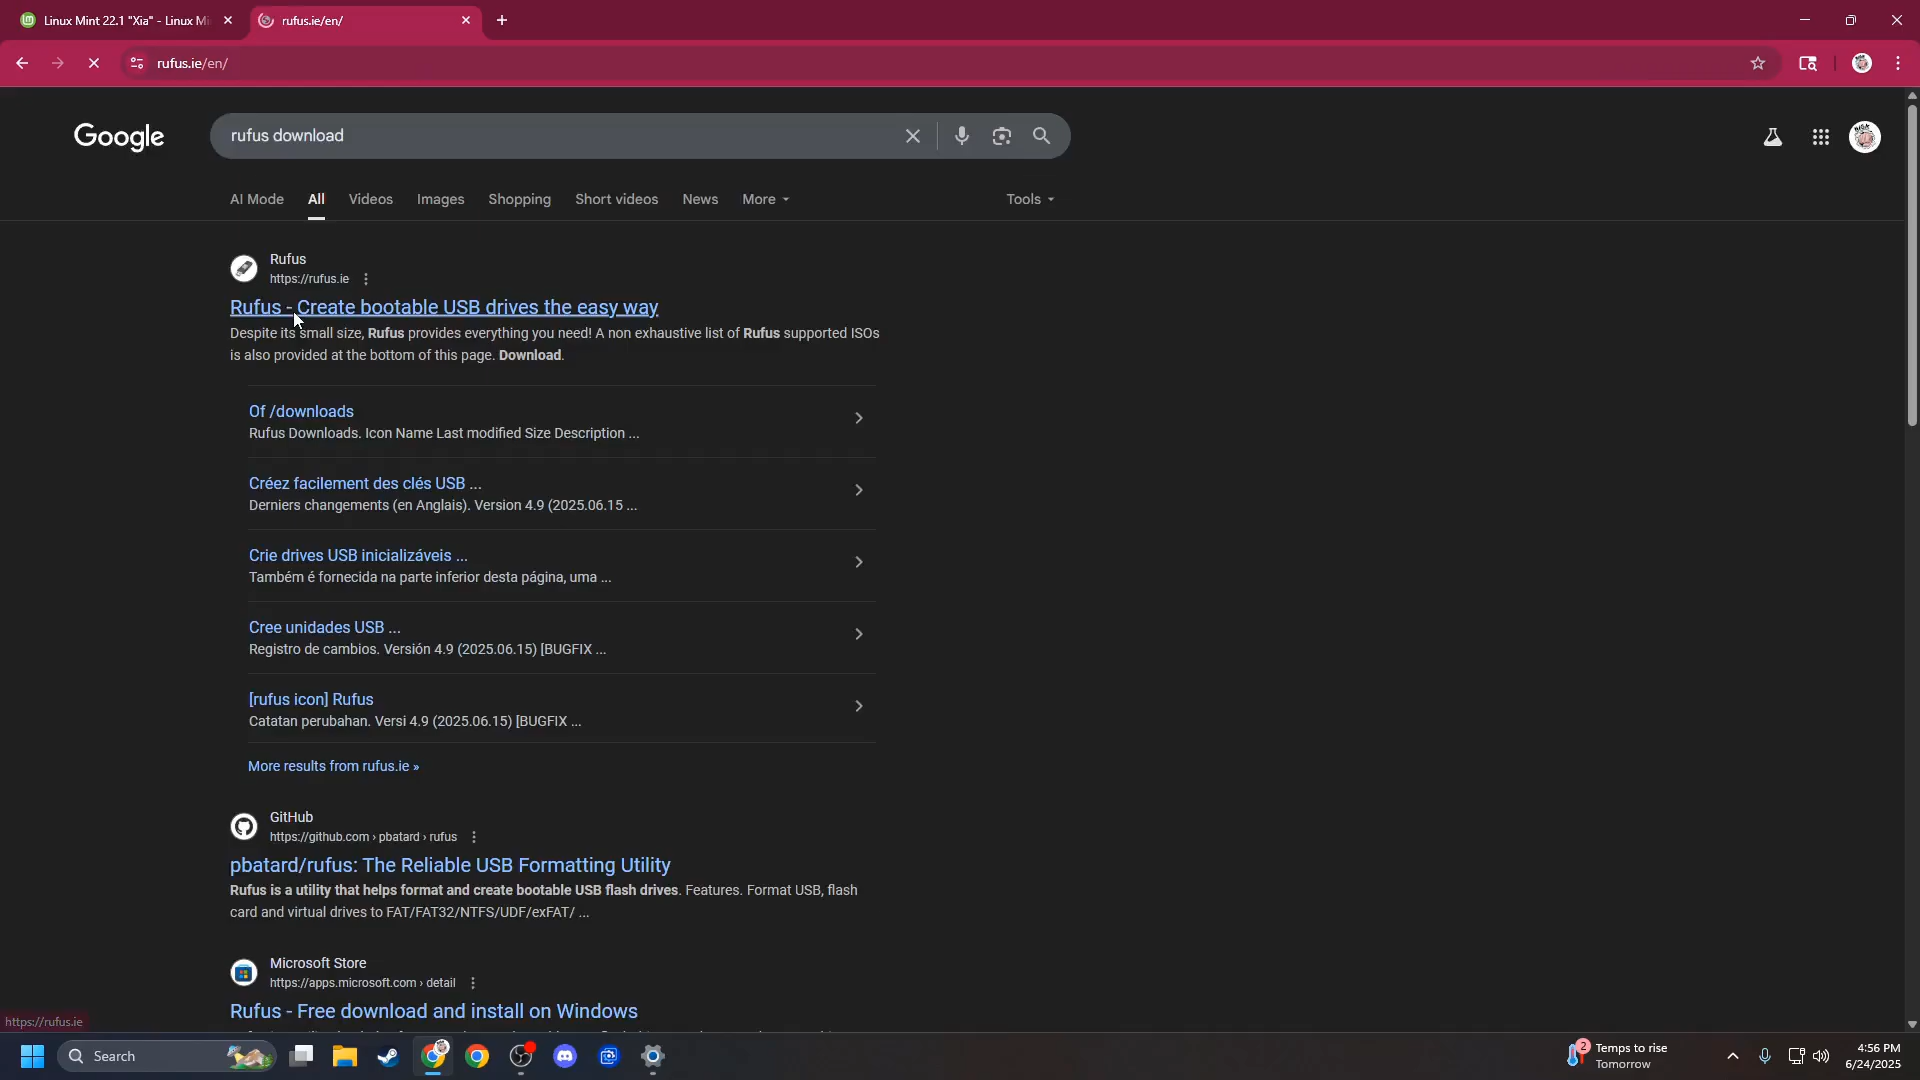 Linux Mint 22.1 "Xia" - Linux Mi
rufus.ie/en/
rufus.ie/en/
Google
rufus download
AI Mode
All
Videos
Images
Shopping
Short videos
News
More
Tools
Rufus
https://rufus.ie
Rufus - Create bootable USB drives the easy way
Despite its small size, Rufus provides everything you need! A non exhaustive list of Rufus supported ISOs
is also provided at the bottom of this page. Download.
Of /downloads
Rufus Downloads. Icon Name Last modified Size Description ...
Créez facilement des clés USB ...
Derniers changements (en Anglais). Version 4.9 (2025.06.15 ...
Crie drives USB inicializáveis ...
Também é fornecida na parte inferior desta página, uma ...
Cree unidades USB ...
Registro de cambios. Versión 4.9 (2025.06.15) [BUGFIX ...
[rufus icon] Rufus
Catatan perubahan. Versi 4.9 (2025.06.15) [BUGFIX ...
More results from rufus.ie »
GitHub
https://github.com › pbatard › rufus
pbatard/rufus: The Reliable USB Formatting Utility
Rufus is a utility that helps format and create bootable USB flash drives. Features. Format USB, flash
card and virtual drives to FAT/FAT32/NTFS/UDF/exFAT/ ...
Microsoft Store
https://apps.microsoft.com › detail
Rufus - Free download and install on Windows
https://rufus.ie
Search
2
Temps to rise
Tomorrow
4:56 PM
6/24/2025